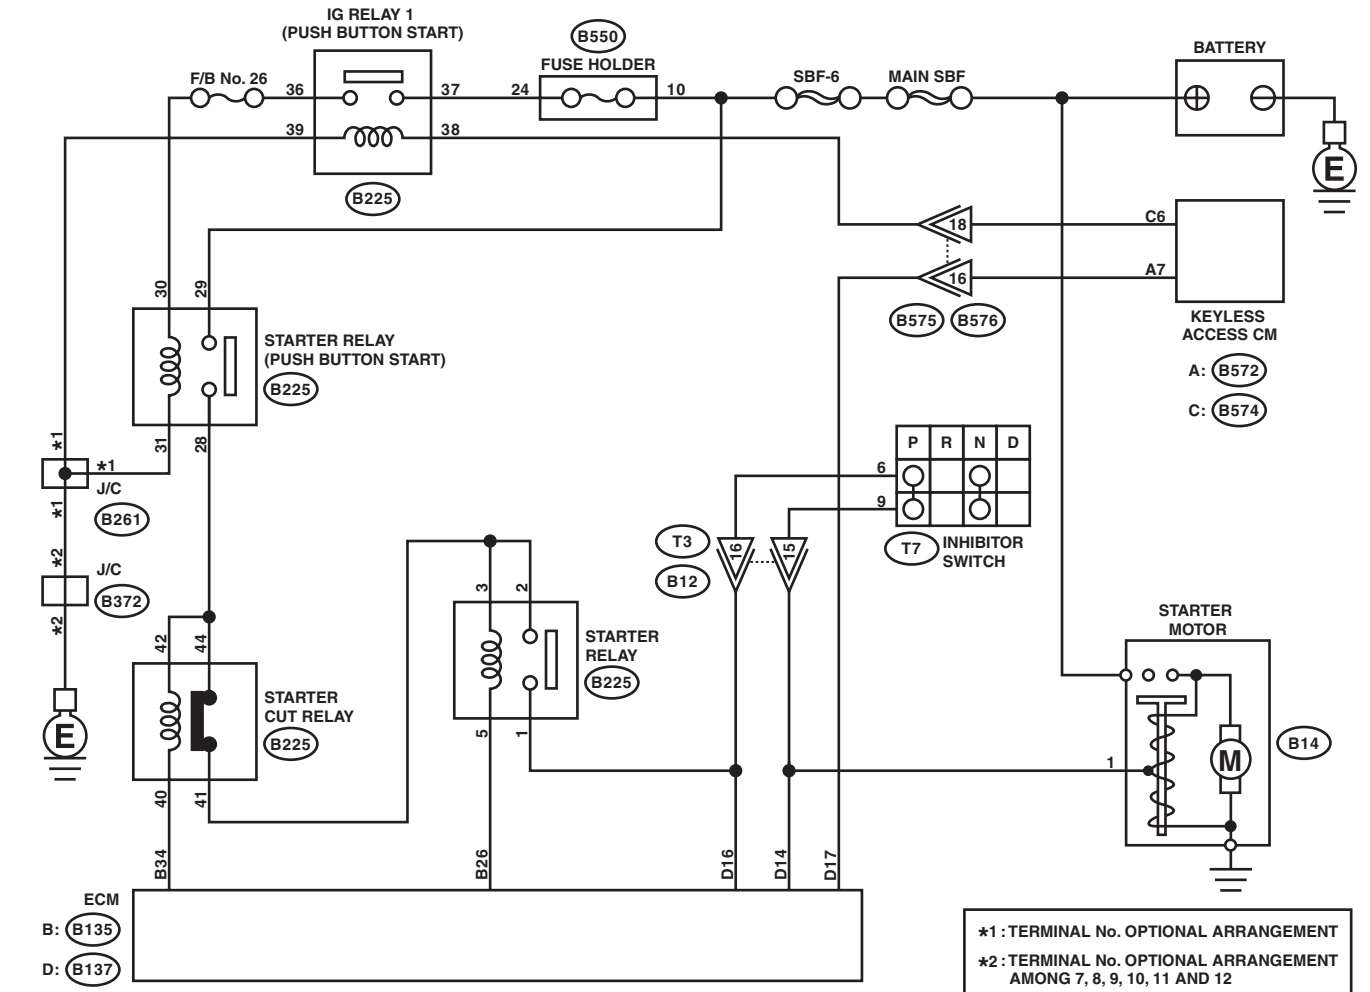 IG RELAY 1
(PUSH BUTTON START)
B550
FUSE HOLDER
F/B No. 26
SBF-6
MAIN SBF
BATTERY
36
37
24
10
39
38
E
B225
18
C6
16
A7
B575
B576
KEYLESS
ACCESS CM
A: B572
C: B574
30
29
STARTER RELAY
(PUSH BUTTON START)
B225
31
28
*1
*1
J/C
B261
*1
*2
J/C
B372
*2
E
P R N D
6
9
T7
INHIBITOR
SWITCH
T3
B12
16
15
3
2
STARTER
RELAY
B225
5
1
42
44
STARTER
CUT RELAY
B225
40
41
STARTER
MOTOR
M
1
B14
B34
B26
D16
D14
D17
ECM
B: B135
D: B137
*1 : TERMINAL No. OPTIONAL ARRANGEMENT
*2 : TERMINAL No. OPTIONAL ARRANGEMENT
AMONG 7, 8, 9, 10, 11 AND 12